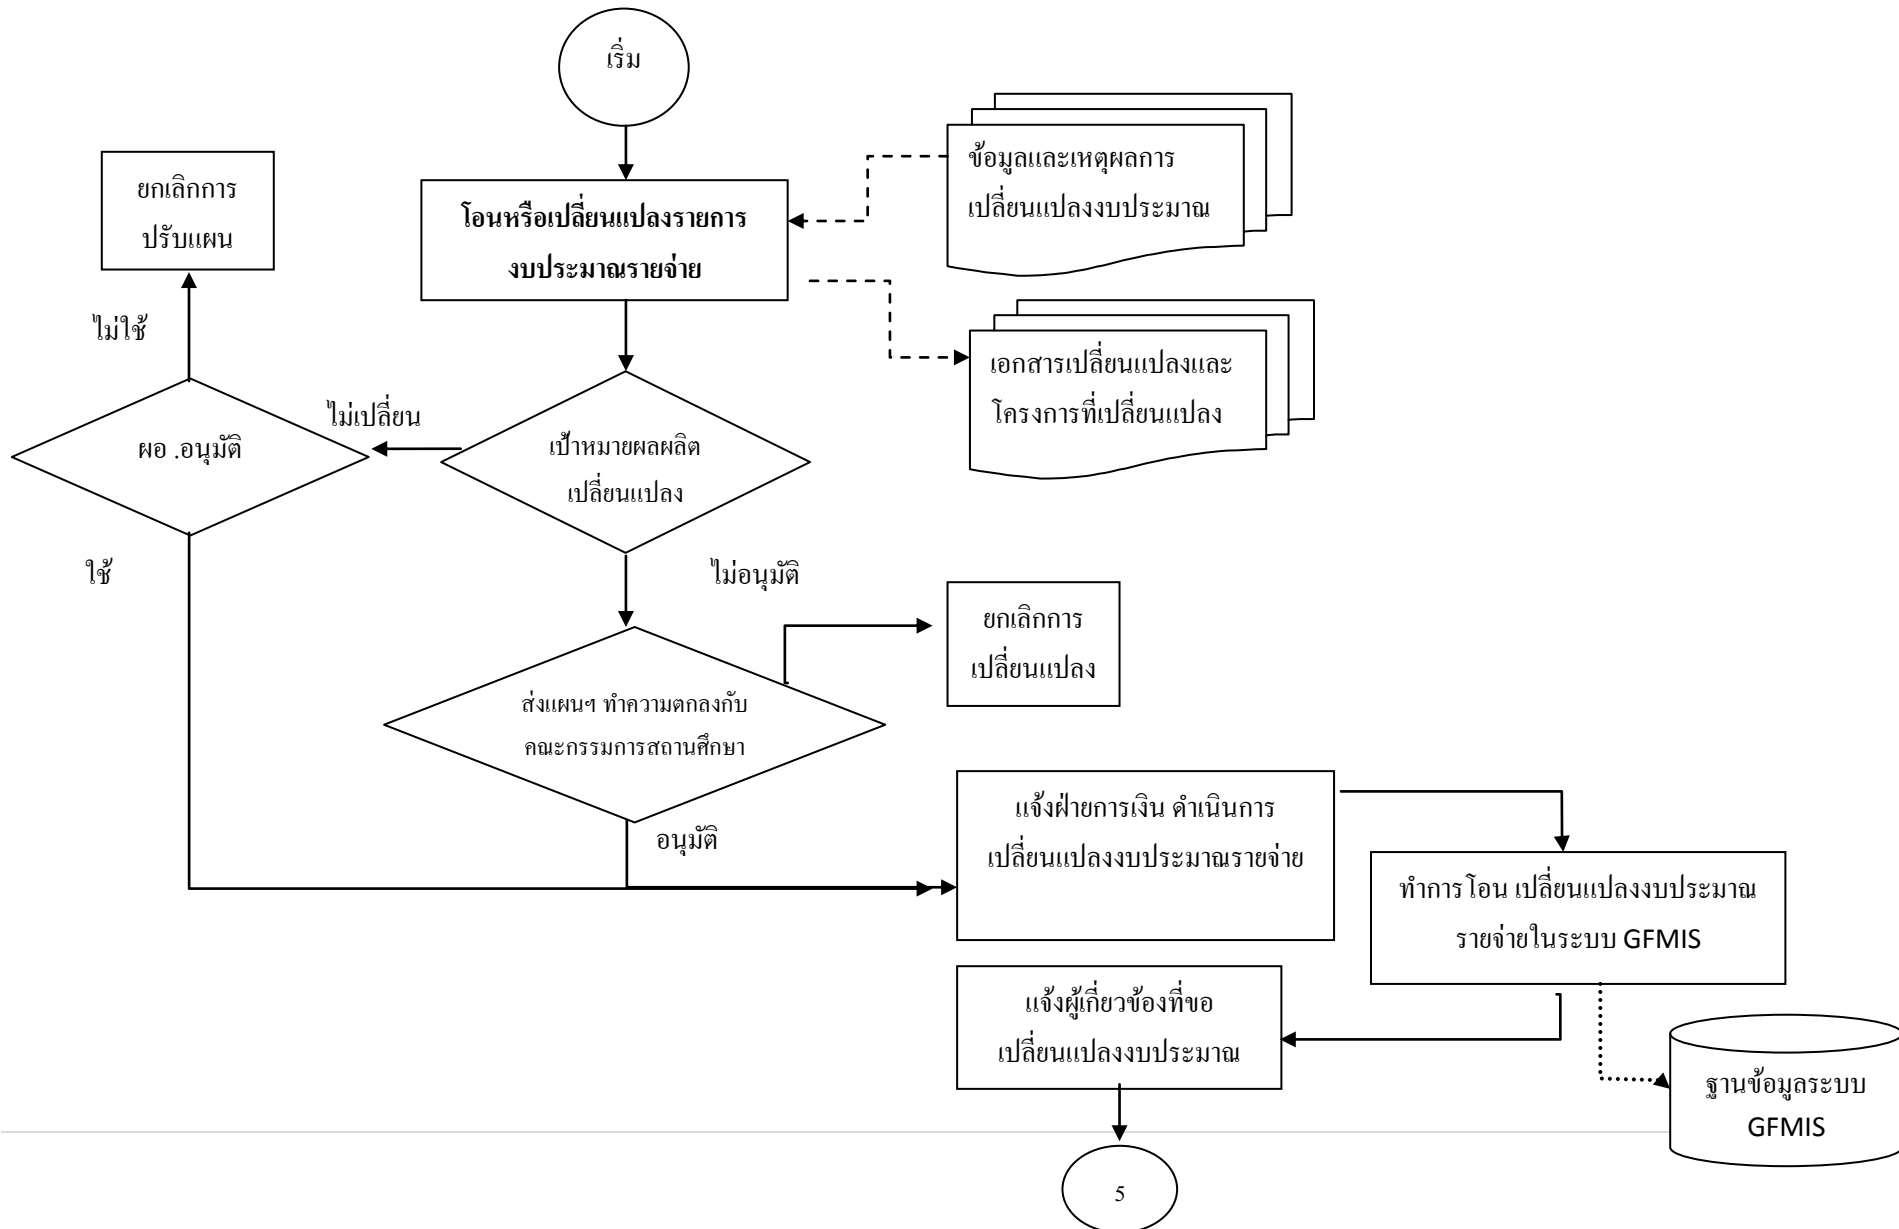 เริ่ม
ข้อมูลและเหตุผลการ
เปลี่ยนแปลงงบประมาณ
ยกเลิกการ
ปรับแผน
โอนหรือเปลี่ยนแปลงรายการ
งบประมาณรายจ่าย
ไม่ใช้
เอกสารเปลี่ยนแปลงและ
โครงการที่เปลี่ยนแปลง
ไม่เปลี่ยน
ผอ .อนุมัติ
เป้าหมายผลผลิต
เปลี่ยนแปลง
ใช้
ไม่อนุมัติ
ยกเลิกการ
เปลี่ยนแปลง
ส่งแผนฯ ทำความตกลงกับ
คณะกรรมการสถานศึกษา
อนุมัติ
แจ้งฝ่ายการเงิน ดำเนินการ
เปลี่ยนแปลงงบประมาณรายจ่าย
ทำการโอน เปลี่ยนแปลงงบประมาณ
รายจ่ายในระบบ GFMIS
แจ้งผู้เกี่ยวข้องที่ขอ
เปลี่ยนแปลงงบประมาณ
ฐานข้อมูลระบบ
GFMIS
5